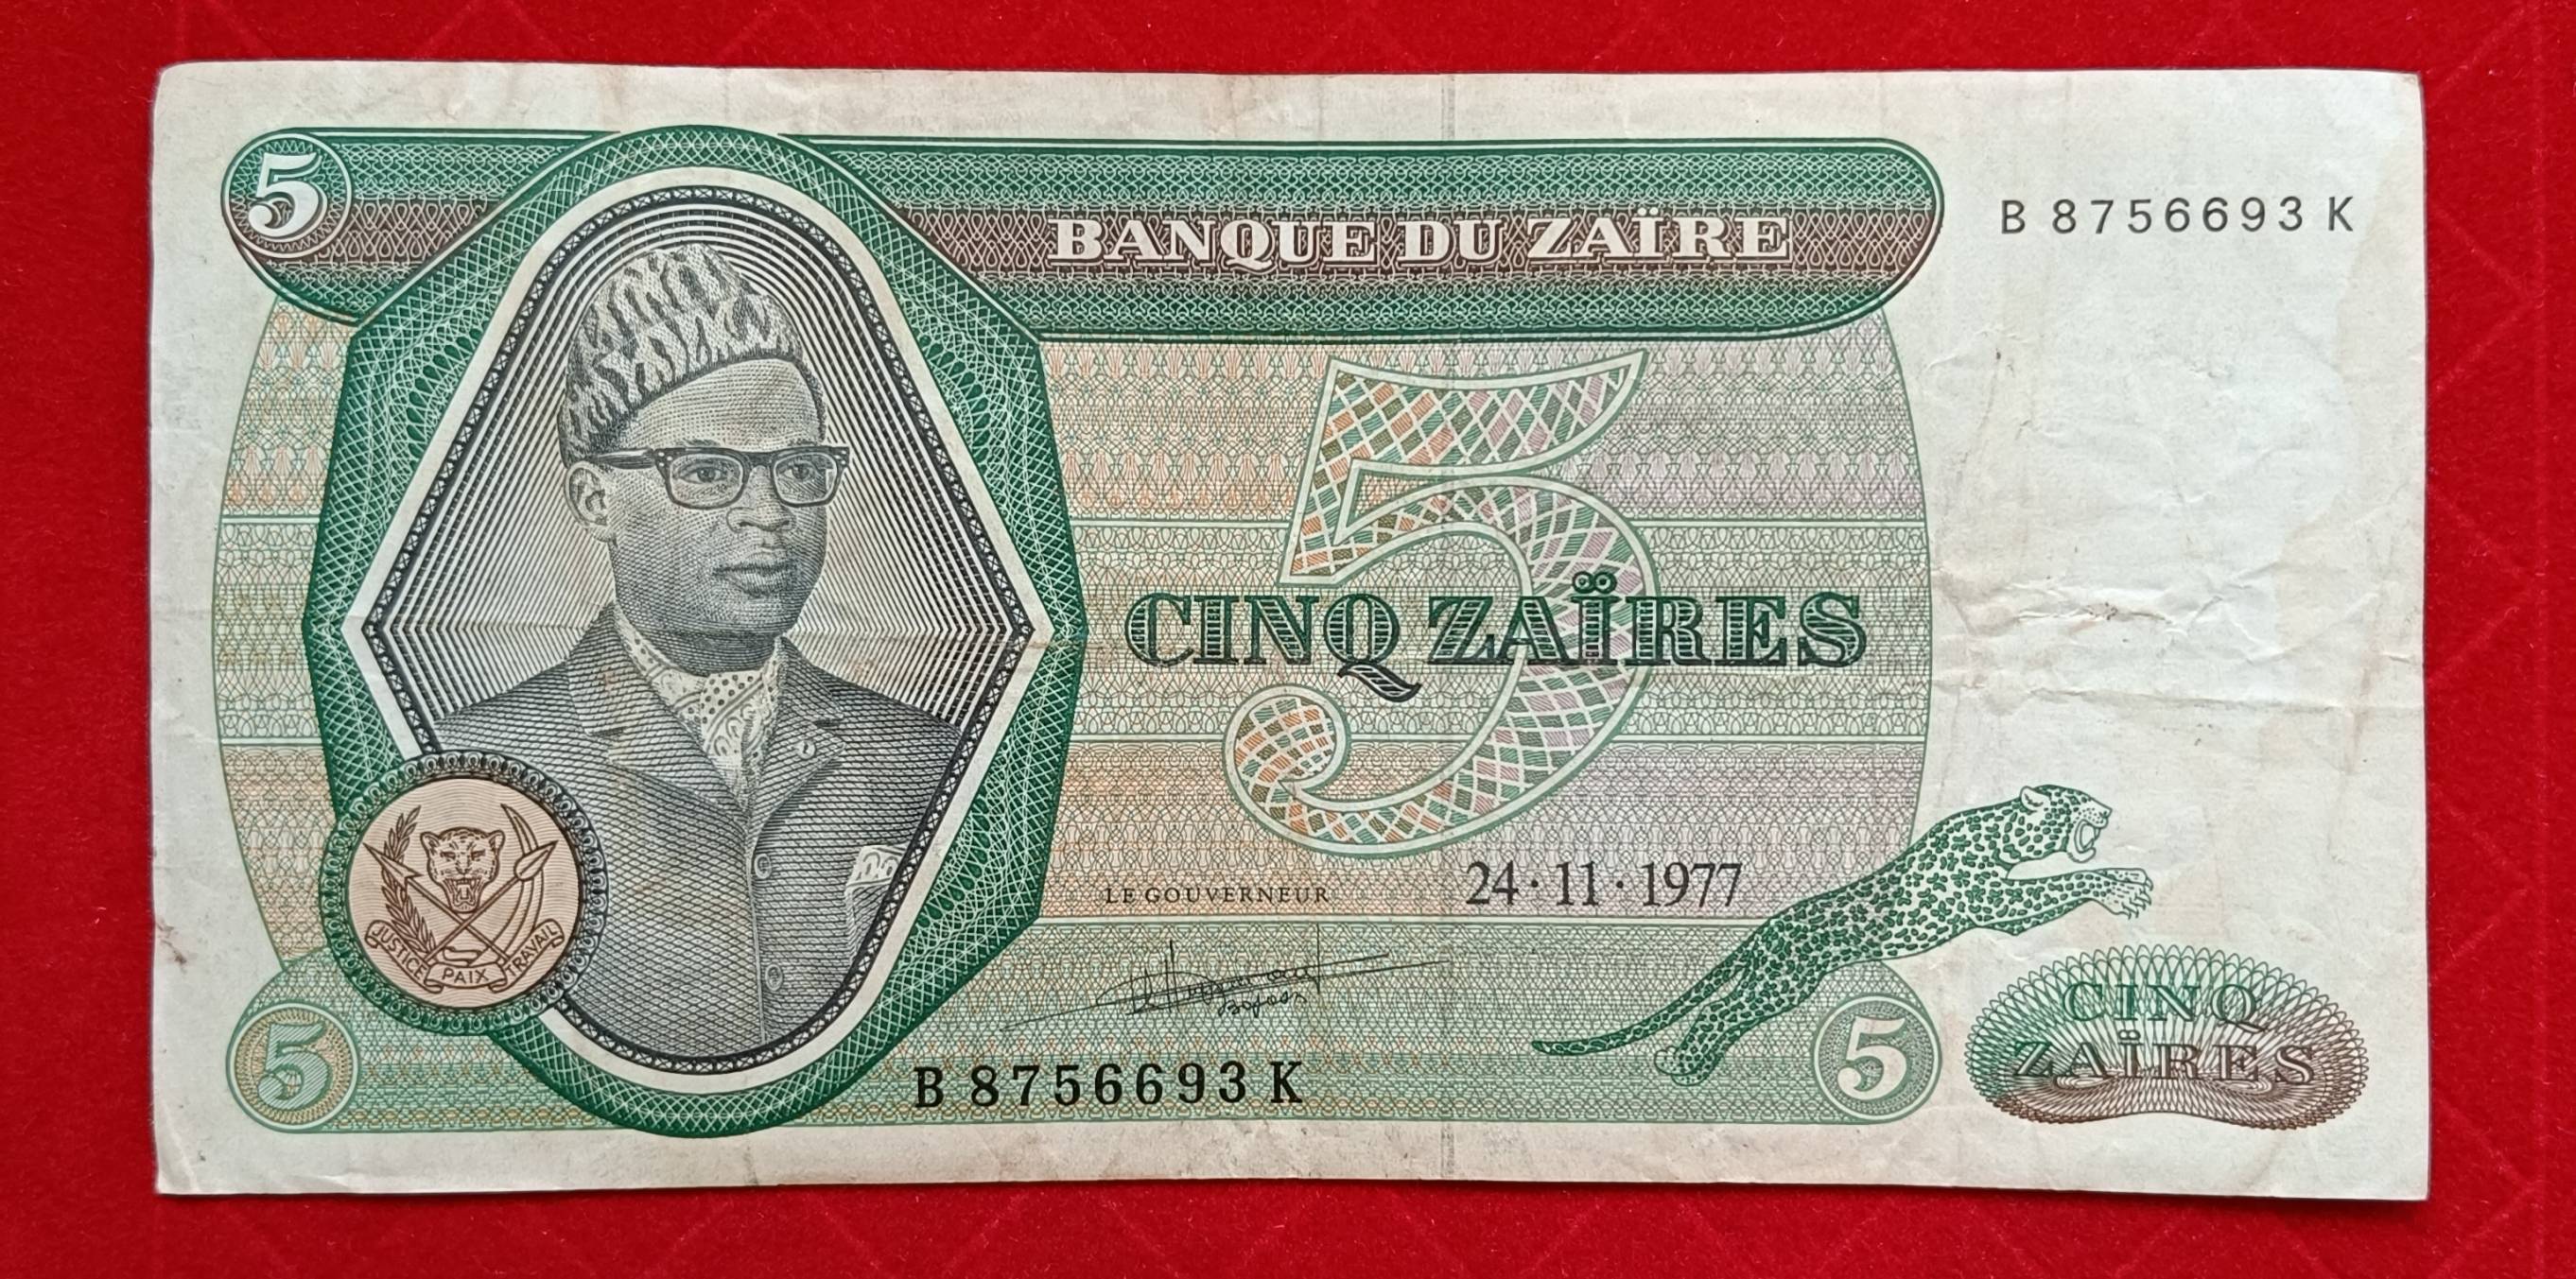 5
BANQUE DU ZAÏRE
B 8756693 K
5
CINQ ZAÏRES
LE GOUVERNEUR
24·11·1977
JUSTICE PAIX TRAVAIL
5
B 8756693 K
5
CINQ
ZAÏRES